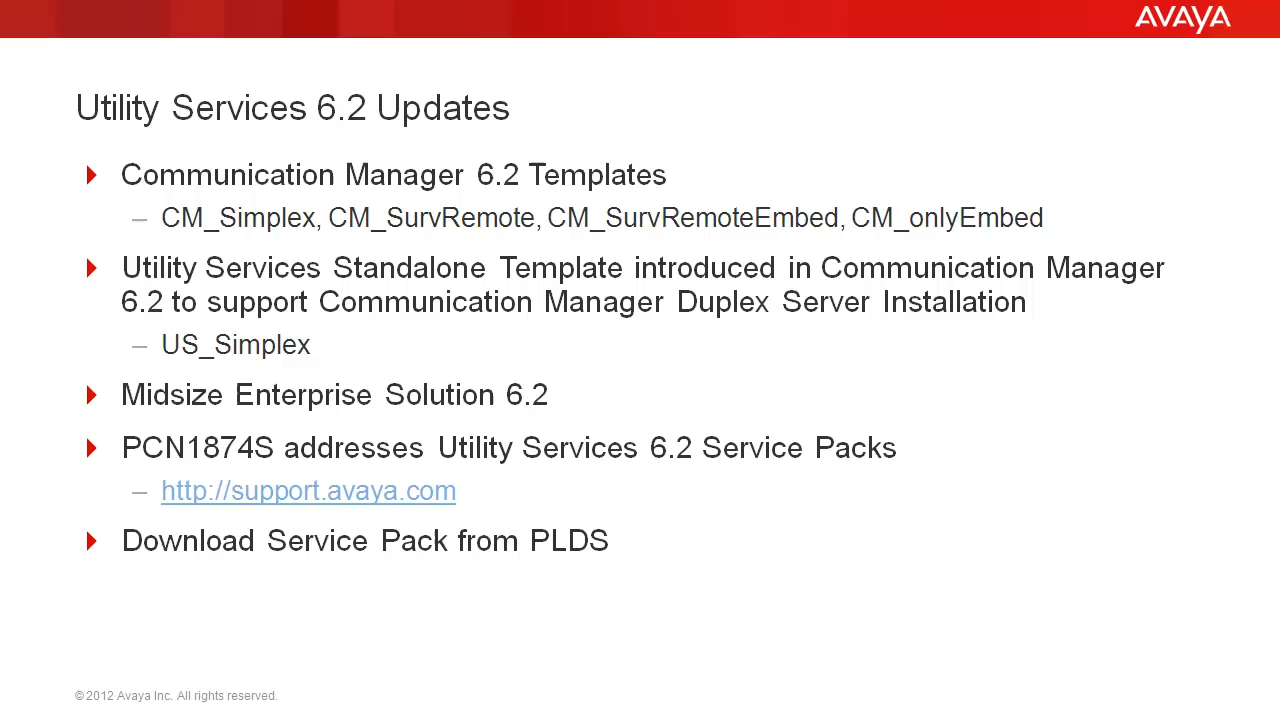 AVAYA
Utility Services 6.2 Updates
Communication Manager 6.2 Templates
– CM_Simplex, CM_SurvRemote, CM_SurvRemoteEmbed, CM_onlyEmbed
Utility Services Standalone Template introduced in Communication Manager
6.2 to support Communication Manager Duplex Server Installation
– US_Simplex
Midsize Enterprise Solution 6.2
PCN1874S addresses Utility Services 6.2 Service Packs
– http://support.avaya.com
Download Service Pack from PLDS
© 2012 Avaya Inc. All rights reserved.